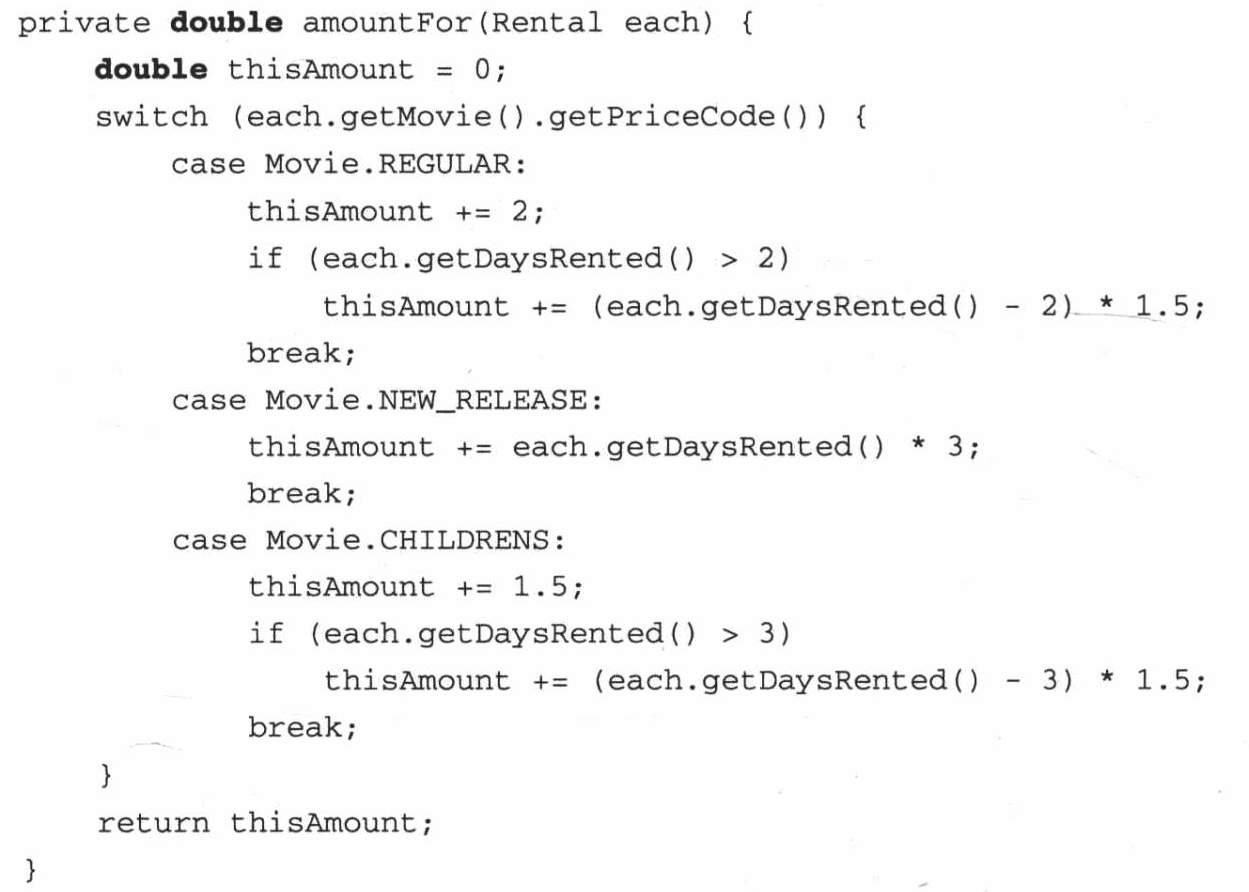 private double amountFor(Rental each) {
    double thisAmount = 0;
    switch (each.getMovie().getPriceCode()) {
        case Movie.REGULAR:
            thisAmount += 2;
            if (each.getDaysRented() > 2)
                thisAmount += (each.getDaysRented() - 2) * 1.5;
            break;
        case Movie.NEW_RELEASE:
            thisAmount += each.getDaysRented() * 3;
            break;
        case Movie.CHILDRENS:
            thisAmount += 1.5;
            if (each.getDaysRented() > 3)
                thisAmount += (each.getDaysRented() - 3) * 1.5;
            break;
    }
    return thisAmount;
}